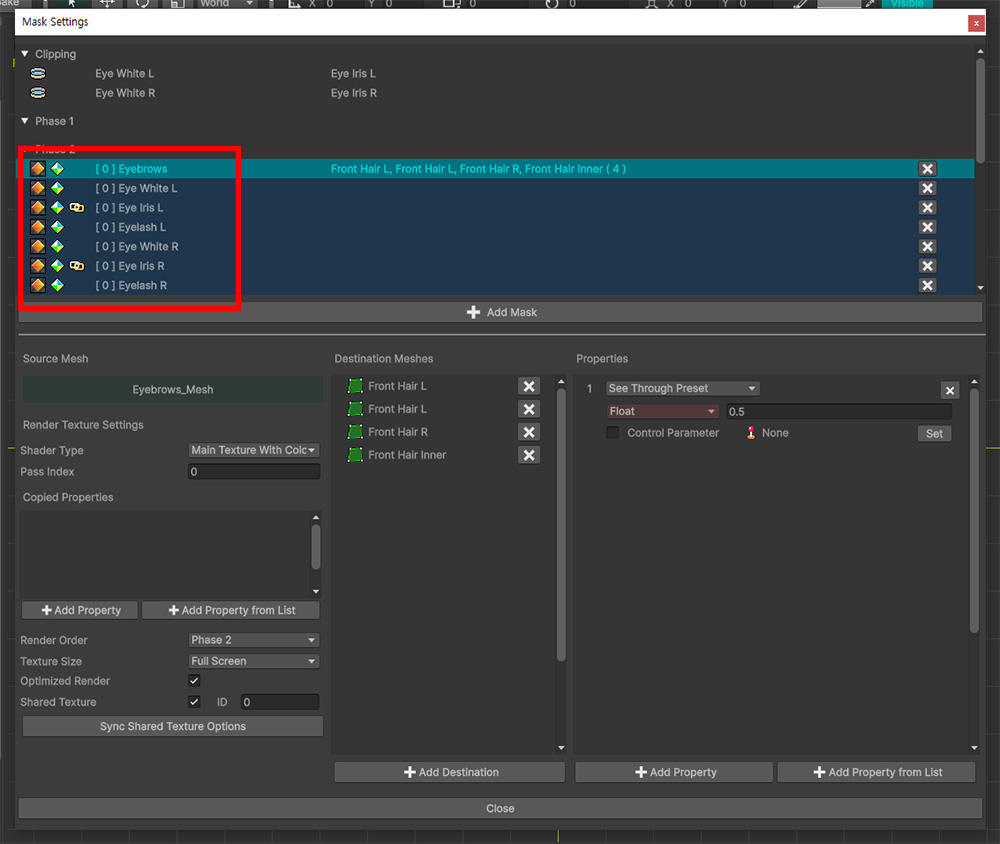 World X 0 Y 0 0 0 X 0 Y 0 Visible
Mask Settings
Clipping
Eye White L Eye Iris L
Eye White R Eye Iris R
Phase 1
Phase 2
[ 0 ] Eyebrows Front Hair L, Front Hair L, Front Hair R, Front Hair Inner ( 4 )
[ 0 ] Eye White L
[ 0 ] Eye Iris L
[ 0 ] Eyelash L
[ 0 ] Eye White R
[ 0 ] Eye Iris R
[ 0 ] Eyelash R
Add Mask
Source Mesh
Eyebrows_Mesh
Render Texture Settings
Shader Type Main Texture With Colo
Pass Index 0
Copied Properties
Add Property Add Property from List
Render Order Phase 2
Texture Size Full Screen
Optimized Render
Shared Texture ID 0
Sync Shared Texture Options
Destination Meshes
Front Hair L
Front Hair L
Front Hair R
Front Hair Inner
Add Destination
Properties
1 See Through Preset
Float 0.5
Control Parameter None Set
Add Property Add Property from List
Close